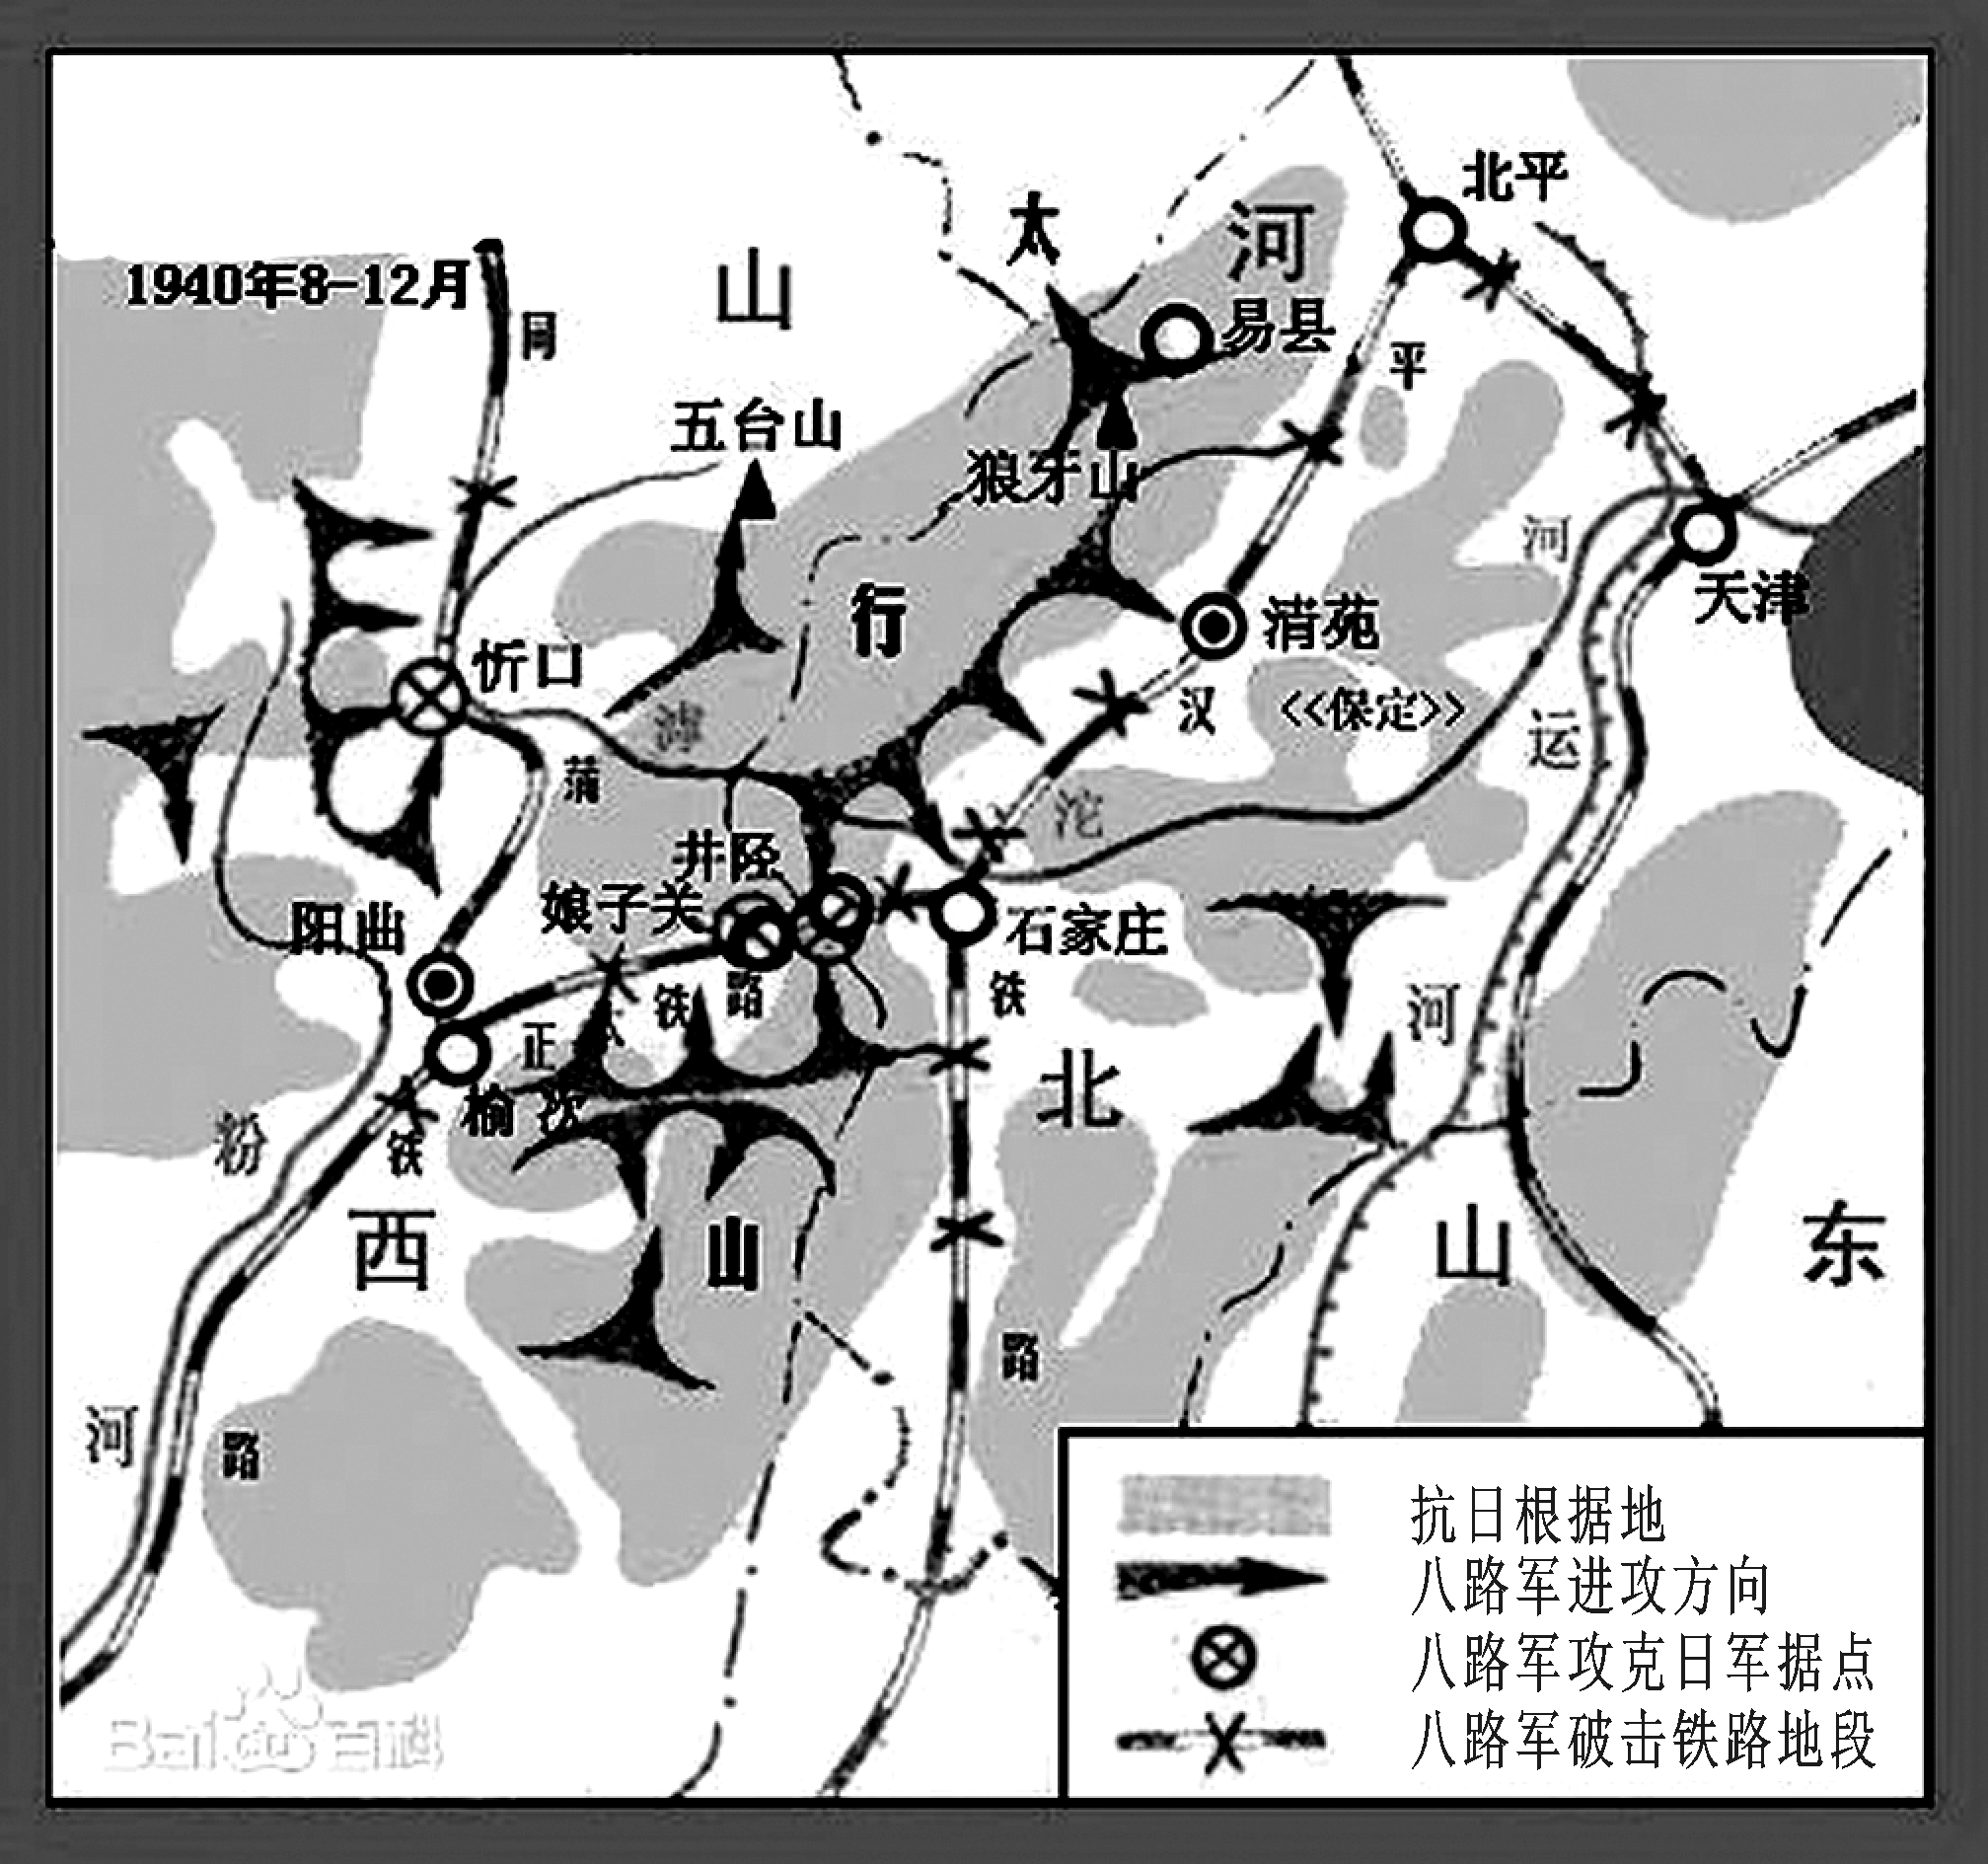 北平
太
河
1940年8-12月
山
同
易县
平
五台山
狼牙山
河
行
天津
清苑
忻口
汉
<<保定>>
滹
运
蒲
沱
井陉
娘子关
阳曲
石家庄
铁
路
铁
河
正
北
榆次
汾
铁
西
山
山
东
路
河
路
抗日根据地
八路军进攻方向
八路军攻克日军据点
八路军破击铁路地段
Bai百科